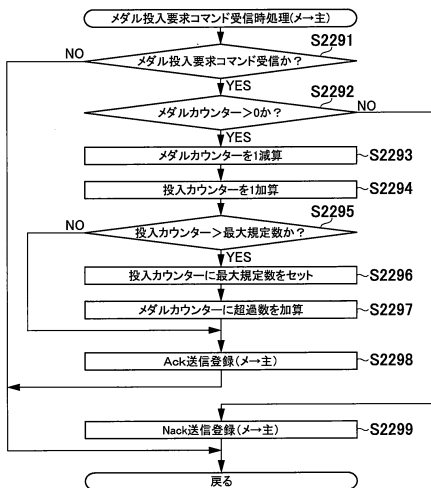 メダル投入要求コマンド受信時処理(メ→主)
S2291
NO
メダル投入要求コマンド受信か?
YES
S2292
メダルカウンター>0か?
NO
YES
メダルカウンターを1減算
S2293
投入カウンターを1加算
S2294
S2295
NO
投入カウンター>最大規定数か?
YES
投入カウンターに最大規定数をセット
S2296
メダルカウンターに超過数を加算
S2297
Ack送信登録(メ→主)
S2298
Nack送信登録(メ→主)
S2299
戻る